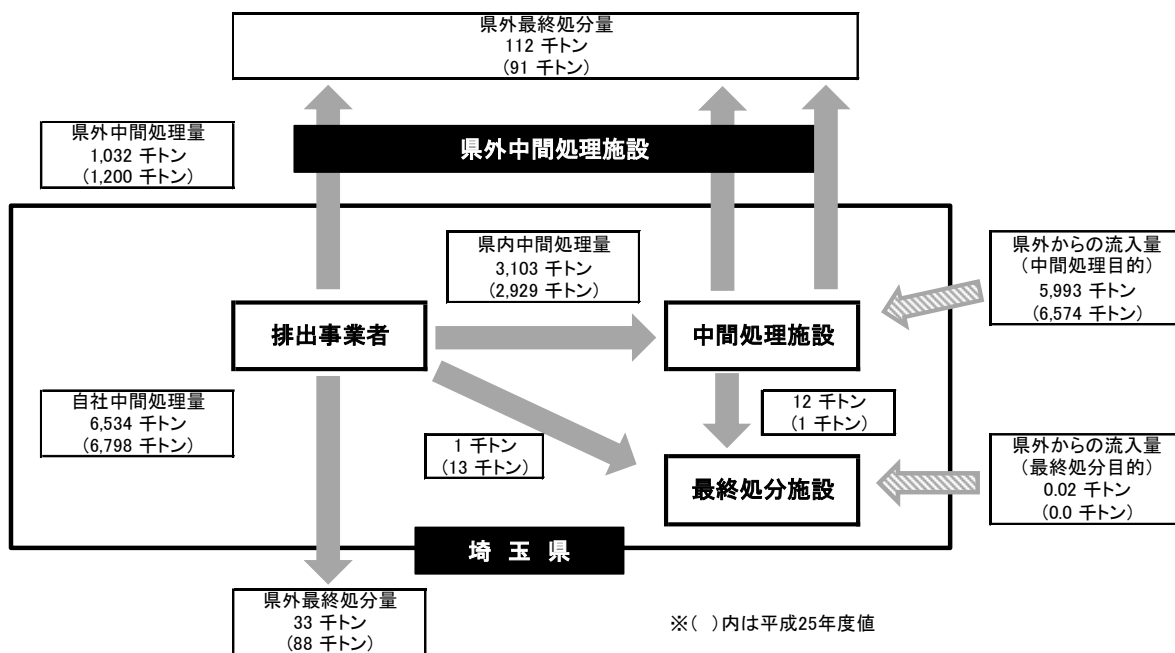 県外最終処分量
112 千トン
(91 千トン)
県外中間処理量
1,032 千トン
(1,200 千トン)
県外中間処理施設
県内中間処理量
3,103 千トン
(2,929 千トン)
県外からの流入量
(中間処理目的)
5,993 千トン
(6,574 千トン)
排出事業者
中間処理施設
自社中間処理量
6,534 千トン
(6,798 千トン)
12 千トン
(1 千トン)
1 千トン
(13 千トン)
県外からの流入量
(最終処分目的)
0.02 千トン
(0.0 千トン)
最終処分施設
埼 玉 県
県外最終処分量
33 千トン
(88 千トン)
※( )内は平成25年度値